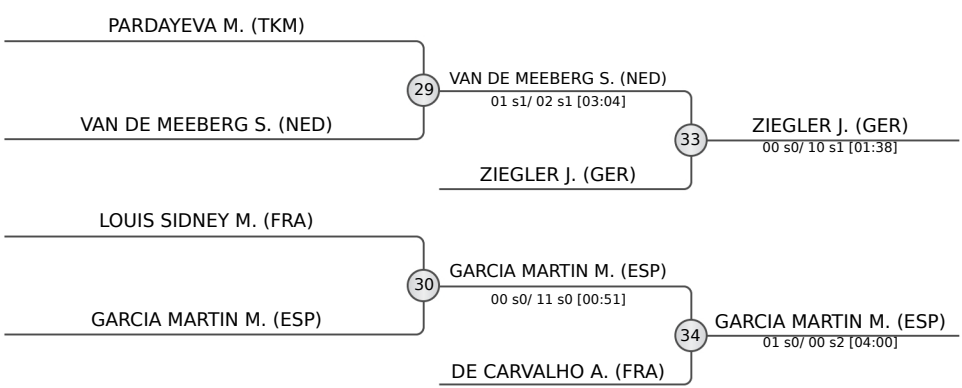 PARDAYEVA M. (TKM)
29
VAN DE MEEBERG S. (NED)
VAN DE MEEBERG S. (NED)
01 s1/ 02 s1 [03:04]
33
ZIEGLER J. (GER)
ZIEGLER J. (GER)
00 s0/ 10 s1 [01:38]
LOUIS SIDNEY M. (FRA)
30
GARCIA MARTIN M. (ESP)
GARCIA MARTIN M. (ESP)
00 s0/ 11 s0 [00:51]
34
DE CARVALHO A. (FRA)
GARCIA MARTIN M. (ESP)
01 s0/ 00 s2 [04:00]